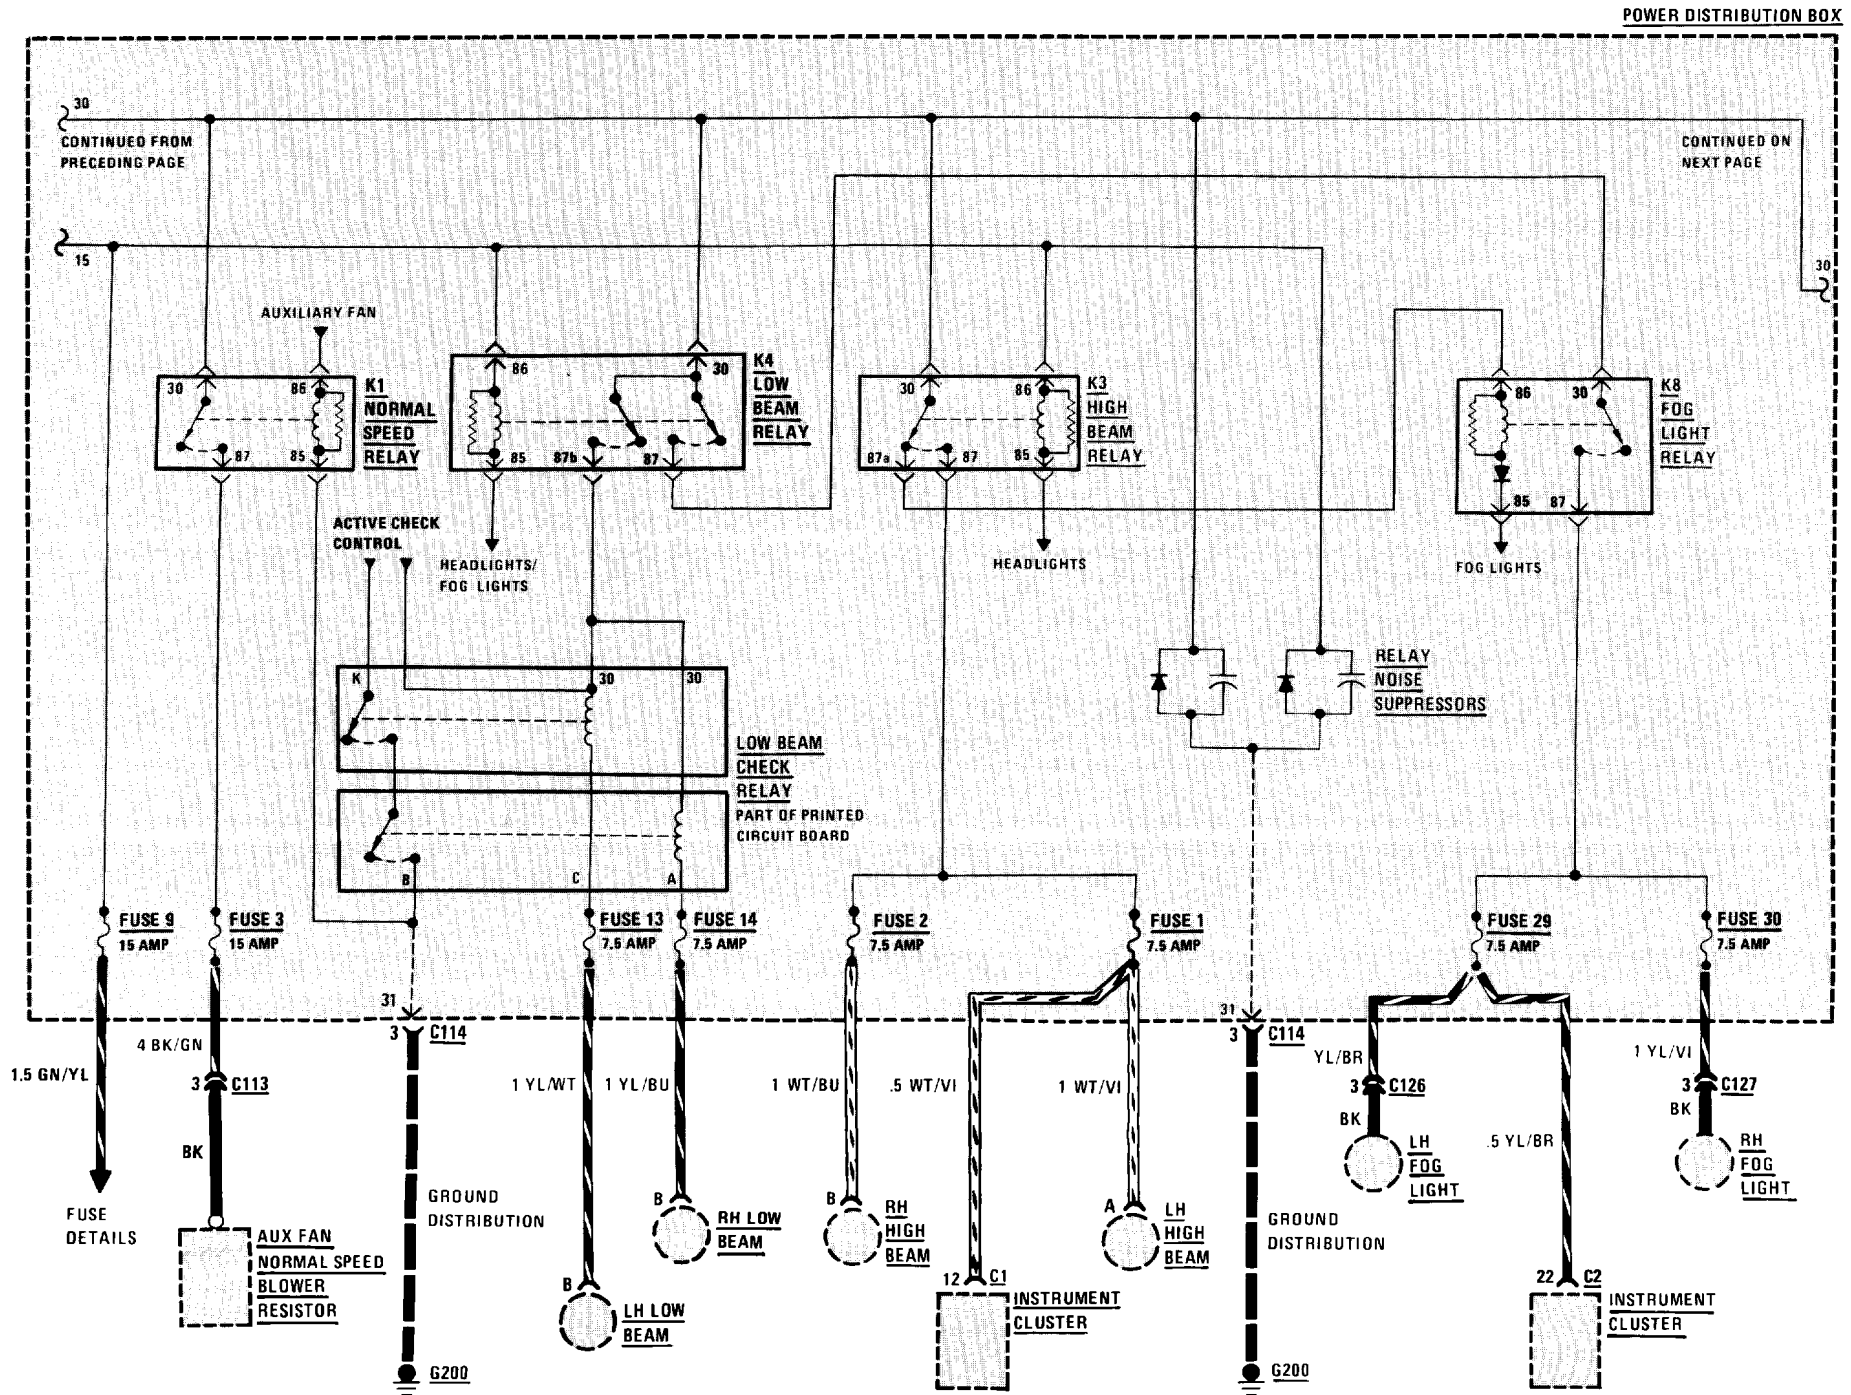 POWER DISTRIBUTION BOX
30
CONTINUED FROM
PRECEDING PAGE
CONTINUED ON
NEXT PAGE
15
30
AUXILIARY FAN
30
86
87
85
K1
NORMAL
SPEED
RELAY
86
30
85
87b
87
K4
LOW
BEAM
RELAY
30
86
87a
87
85
K3
HIGH
BEAM
RELAY
86
30
85
87
K8
FOG
LIGHT
RELAY
ACTIVE CHECK
CONTROL
HEADLIGHTS/
FOG LIGHTS
HEADLIGHTS
FOG LIGHTS
K
30
30
RELAY
NOISE
SUPPRESSORS
LOW BEAM
CHECK
RELAY
PART OF PRINTED
CIRCUIT BOARD
B
C
A
FUSE 9
15 AMP
FUSE 3
15 AMP
FUSE 13
7.5 AMP
FUSE 14
7.5 AMP
FUSE 2
7.5 AMP
FUSE 1
7.5 AMP
FUSE 29
7.5 AMP
FUSE 30
7.5 AMP
31
3
C114
31
3
C114
1.5 GN/YL
4 BK/GN
3
C113
BK
1 YL/WT
1 YL/BU
1 WT/BU
.5 WT/VI
1 WT/VI
YL/BR
3
C126
BK
.5 YL/BR
1 YL/VI
3
C127
BK
LH
FOG
LIGHT
RH
FOG
LIGHT
FUSE
DETAILS
AUX FAN
NORMAL SPEED
BLOWER
RESISTOR
GROUND
DISTRIBUTION
G200
B
LH LOW
BEAM
B
RH LOW
BEAM
B
RH
HIGH
BEAM
12
C1
INSTRUMENT
CLUSTER
A
LH
HIGH
BEAM
GROUND
DISTRIBUTION
G200
22
C2
INSTRUMENT
CLUSTER